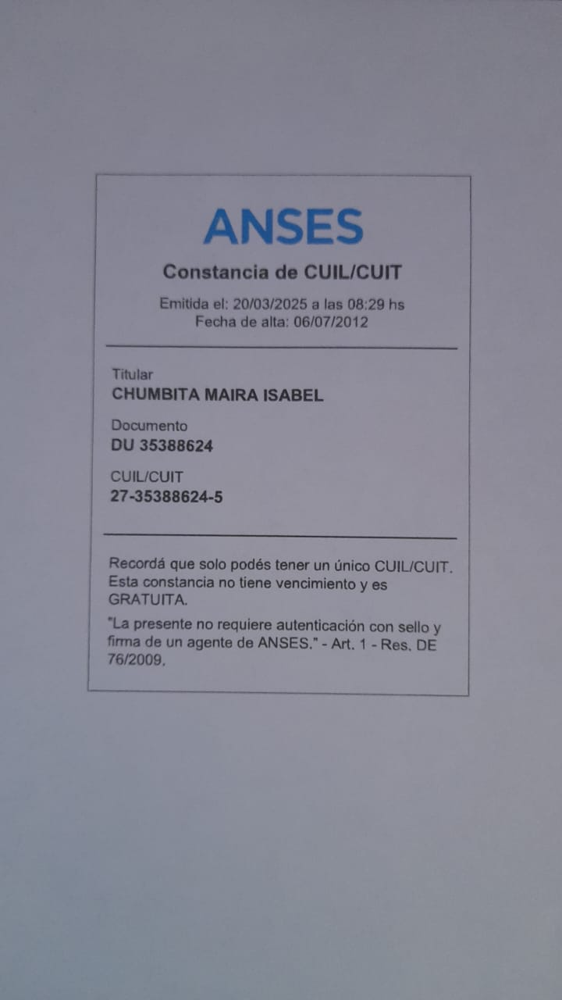 ANSES
Constancia de CUIL/CUIT
Emitida el: 20/03/2025 a las 08:29 hs
Fecha de alta: 06/07/2012
Titular
CHUMBITA MAIRA ISABEL
Documento
DU 35388624
CUIL/CUIT
27-35388624-5
Recordá que solo podés tener un único CUIL/CUIT.
Esta constancia no tiene vencimiento y es
GRATUITA.
"La presente no requiere autenticación con sello y
firma de un agente de ANSES." - Art. 1 - Res. DE
76/2009.